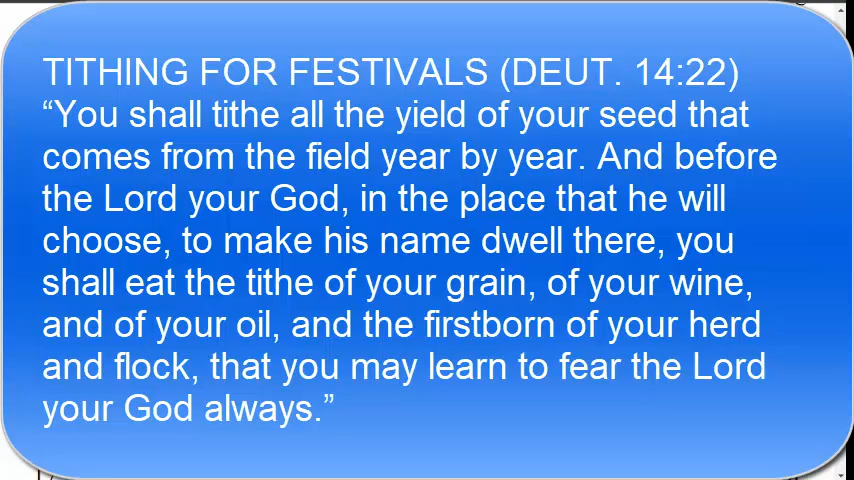 TITHING FOR FESTIVALS (DEUT. 14:22)
“You shall tithe all the yield of your seed that
comes from the field year by year. And before
the Lord your God, in the place that he will
choose, to make his name dwell there, you
shall eat the tithe of your grain, of your wine,
and of your oil, and the firstborn of your herd
and flock, that you may learn to fear the Lord
your God always.”